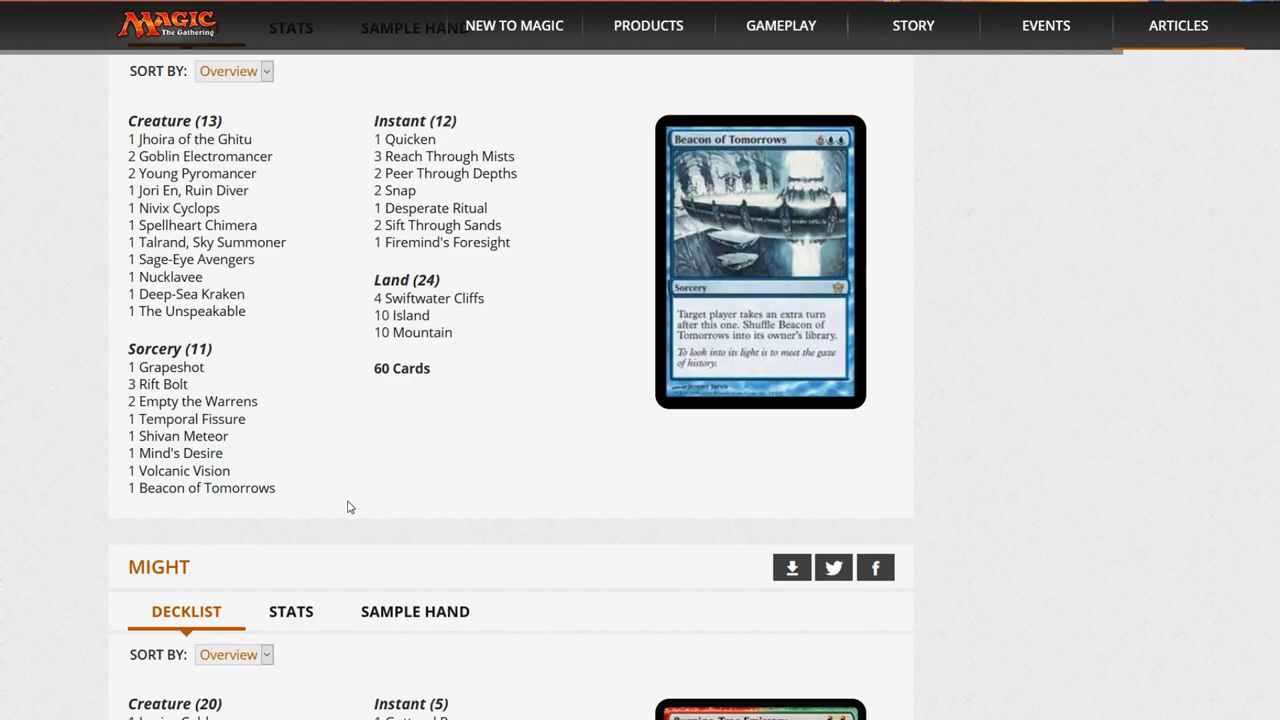 MAGIC
The Gathering
STATS
SAMPLE HAND
NEW TO MAGIC
PRODUCTS
GAMEPLAY
STORY
EVENTS
ARTICLES
SORT BY: Overview
Creature (13)
1 Jhoira of the Ghitu
2 Goblin Electromancer
2 Young Pyromancer
1 Jori En, Ruin Diver
1 Nivix Cyclops
1 Spellheart Chimera
1 Talrand, Sky Summoner
1 Sage-Eye Avengers
1 Nucklavee
1 Deep-Sea Kraken
1 The Unspeakable
Sorcery (11)
1 Grapeshot
3 Rift Bolt
2 Empty the Warrens
1 Temporal Fissure
1 Shivan Meteor
1 Mind's Desire
1 Volcanic Vision
1 Beacon of Tomorrows
Instant (12)
1 Quicken
3 Reach Through Mists
2 Peer Through Depths
2 Snap
1 Desperate Ritual
2 Sift Through Sands
1 Firemind's Foresight
Land (24)
4 Swiftwater Cliffs
10 Island
10 Mountain
60 Cards
Beacon of Tomorrows 6
Sorcery
Target player takes an extra turn
after this one. Shuffle Beacon of
Tomorrows into its owner's library.
To look into its light is to meet the gaze
of history.
MIGHT
DECKLIST
STATS
SAMPLE HAND
SORT BY: Overview
Creature (20)
Instant (5)